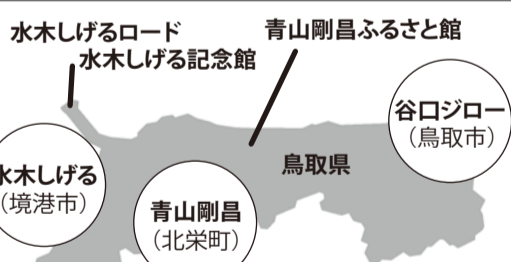 水木しげるロード
水木しげる記念館
青山剛昌ふるさと館
谷口ジロー
（鳥取市）
鳥取県
水木しげる
（境港市）
青山剛昌
（北栄町）